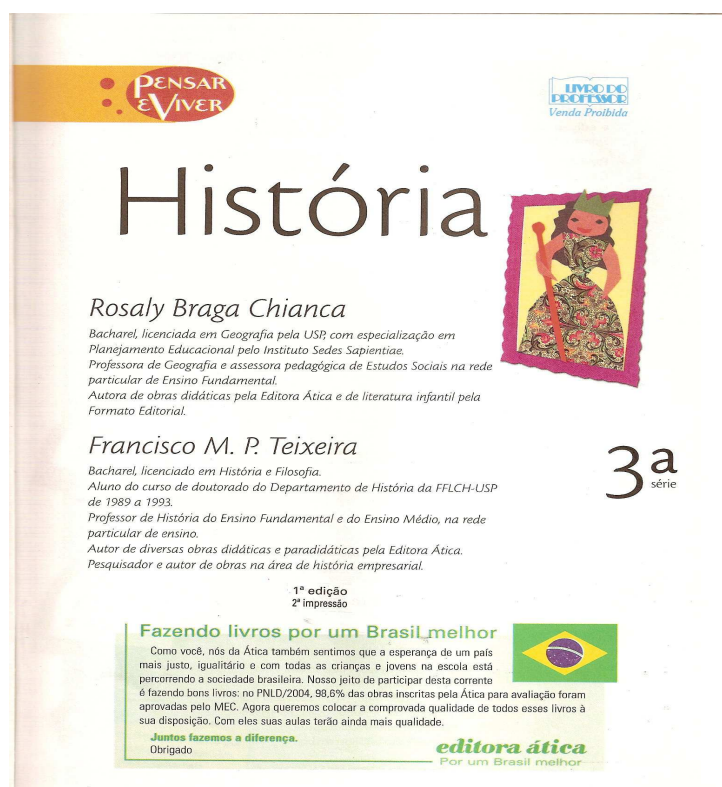 PENSAR
E VIVER
LIVRO DO
PROFESSOR
Venda Proibida
História
Rosaly Braga Chianca
Bacharel, licenciada em Geografia pela USP, com especialização em
Planejamento Educacional pelo Instituto Sedes Sapientiae.
Professora de Geografia e assessora pedagógica de Estudos Sociais na rede
particular de Ensino Fundamental.
Autora de obras didáticas pela Editora Ática e de literatura infantil pela
Formato Editorial.
Francisco M. P. Teixeira
Bacharel, licenciado em História e Filosofia.
Aluno do curso de doutorado do Departamento de História da FFLCH-USP
de 1989 a 1993.
Professor de História do Ensino Fundamental e do Ensino Médio, na rede
particular de ensino.
Autor de diversas obras didáticas e paradidáticas pela Editora Ática.
Pesquisador e autor de obras na área de história empresarial.
3ª
série
1ª edição
2ª impressão
Fazendo livros por um Brasil melhor
Como você, nós da Ática também sentimos que a esperança de um país
mais justo, igualitário e com todas as crianças e jovens na escola está
percorrendo a sociedade brasileira. Nosso jeito de participar desta corrente
é fazendo bons livros: no PNLD/2004, 98,6% das obras inscritas pela Ática para avaliação foram
aprovadas pelo MEC. Agora queremos colocar a comprovada qualidade de todos esses livros à
sua disposição. Com eles suas aulas terão ainda mais qualidade.
Juntos fazemos a diferença.
Obrigado
editora ática
Por um Brasil melhor